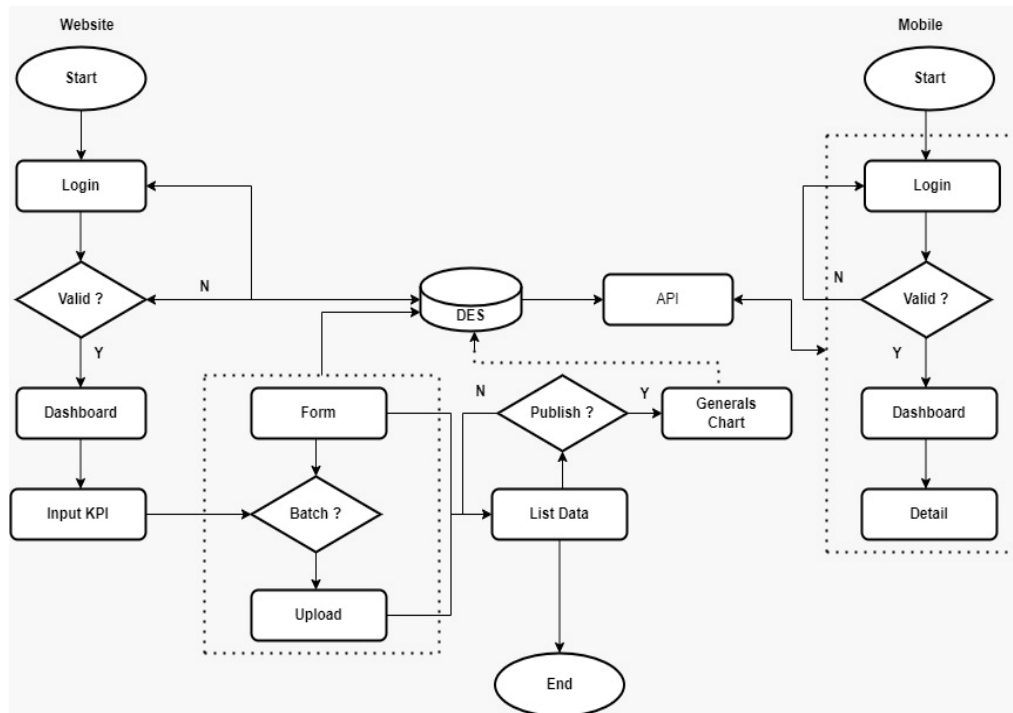 Website
Mobile
Start
Start
Login
Login
Valid ?
N
DES
API
N
Valid ?
Y
Y
Dashboard
Form
N
Publish ?
Y
Generals
Chart
Dashboard
Input KPI
Batch ?
List Data
Detail
Upload
End